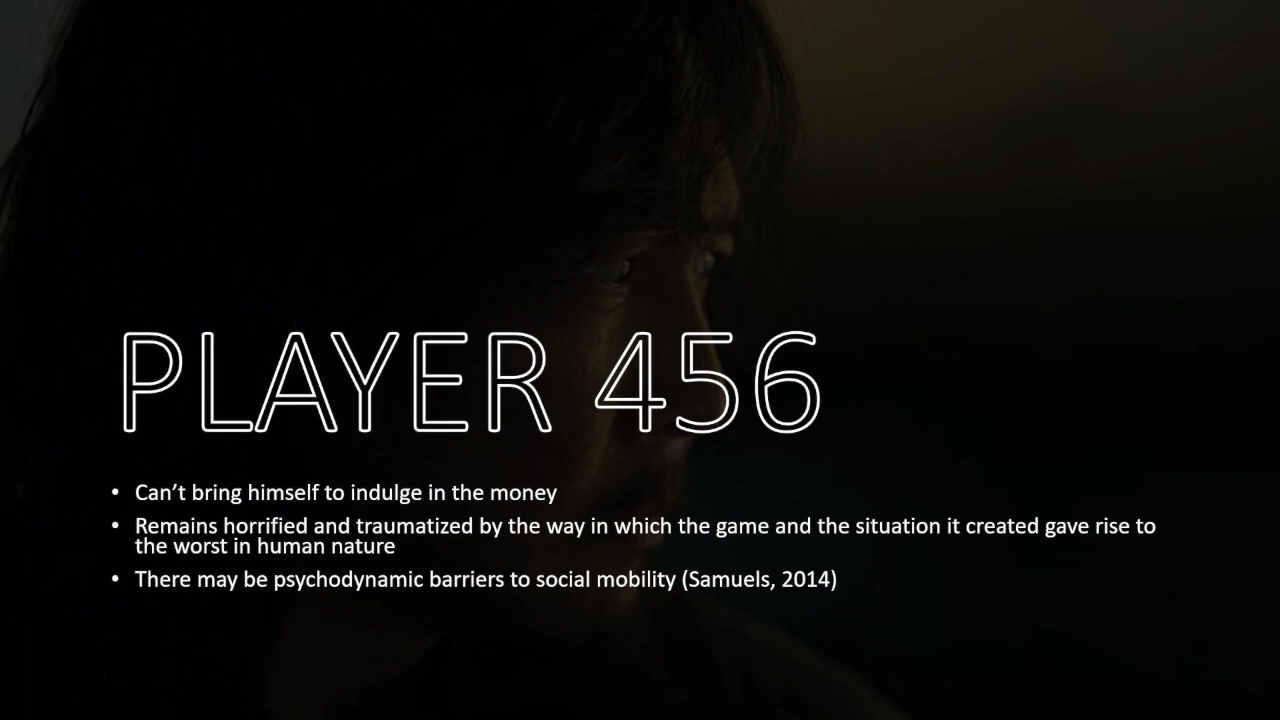 PLAYER 456
• Can’t bring himself to indulge in the money
• Remains horrified and traumatized by the way in which the game and the situation it created gave rise to
the worst in human nature
• There may be psychodynamic barriers to social mobility (Samuels, 2014)